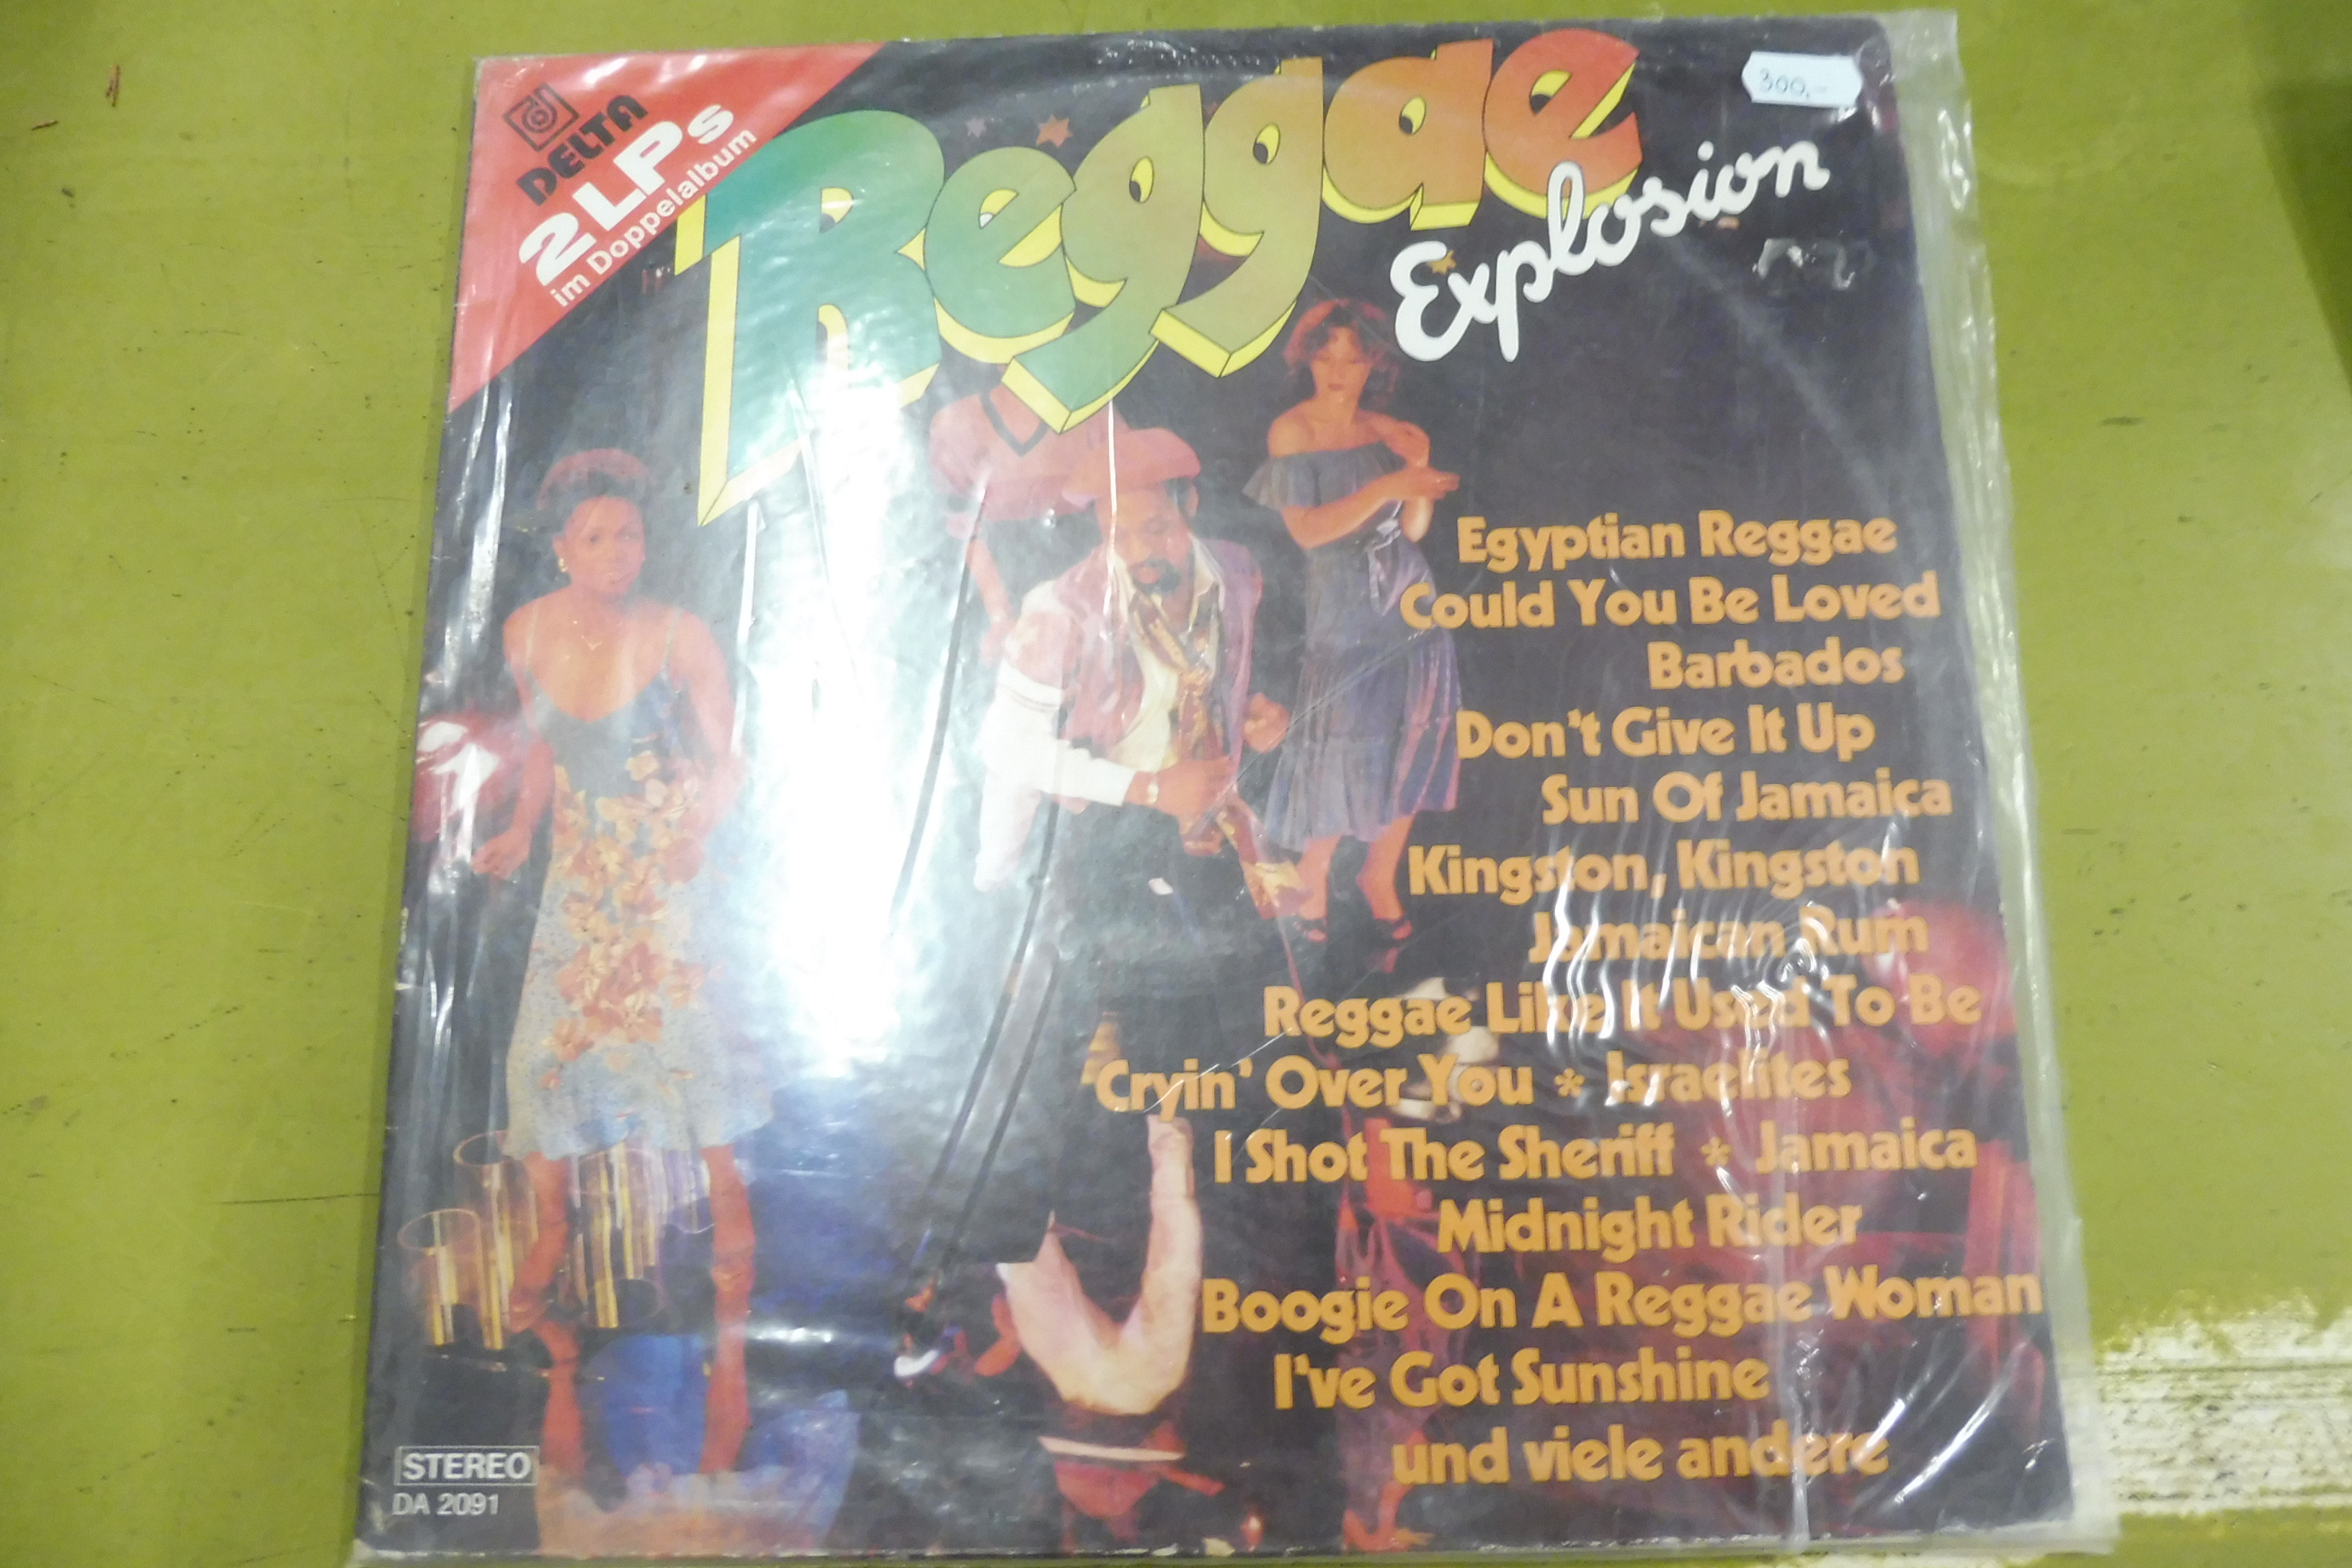 DELTA
2LPs
im Doppelalbum
Reggae
Explosion
300,-
Egyptian Reggae
Could You Be Loved
Barbados
Don't Give It Up
Sun Of Jamaica
Kingston, Kingston
Jamaican Rum
Reggae Like It Used To Be
Cryin' Over You * Israelites
I Shot The Sheriff * Jamaica
Midnight Rider
Boogie On A Reggae Woman
I've Got Sunshine
und viele andere
STEREO
DA 2091